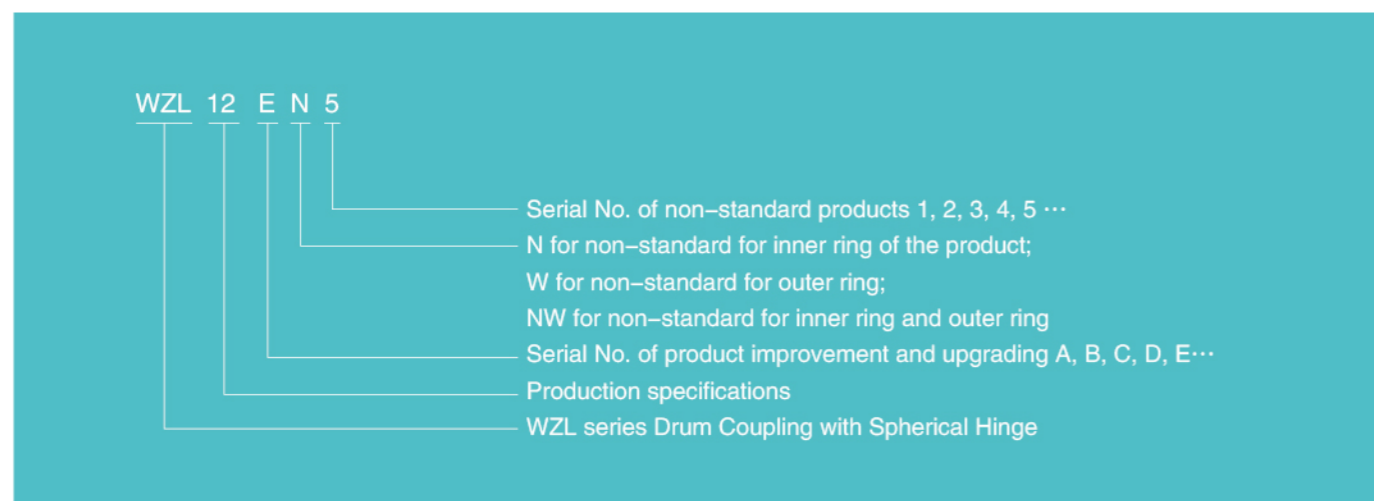 WZL 12 E N 5
Serial No. of non-standard products 1, 2, 3, 4, 5 ···
N for non-standard for inner ring of the product;
W for non-standard for outer ring;
NW for non-standard for inner ring and outer ring
Serial No. of product improvement and upgrading A, B, C, D, E···
Production specifications
WZL series Drum Coupling with Spherical Hinge